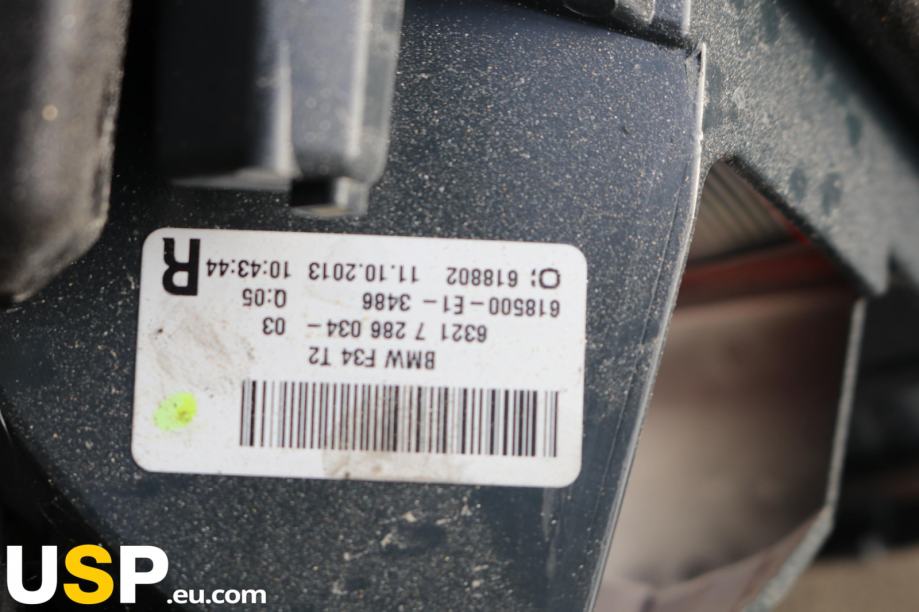 BMW F34 T2
6321 7 286 034- 03
618500-E1- 3486 Q:05
O: 618802 11.10.2013 10:43:44
R
USP.eu.com